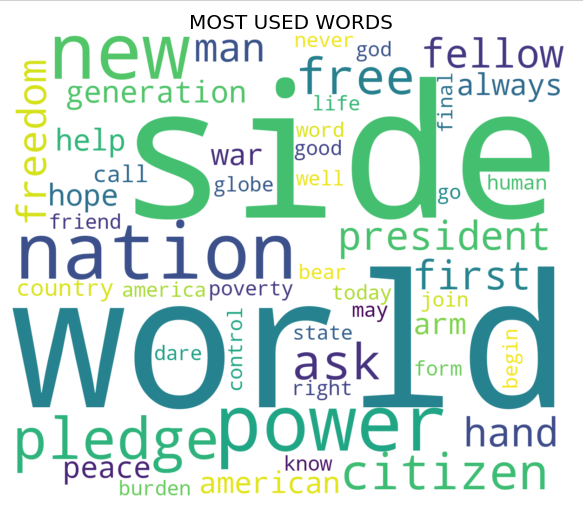 MOST USED WORDS
new man never god fellow
generation free life final always
freedom help side word good
call war globe well go human
hope friend
nation president
bear first
country america poverty today join
world may arm
dare control state ask form begin
right
pledge power hand
peace know citizen
burden american